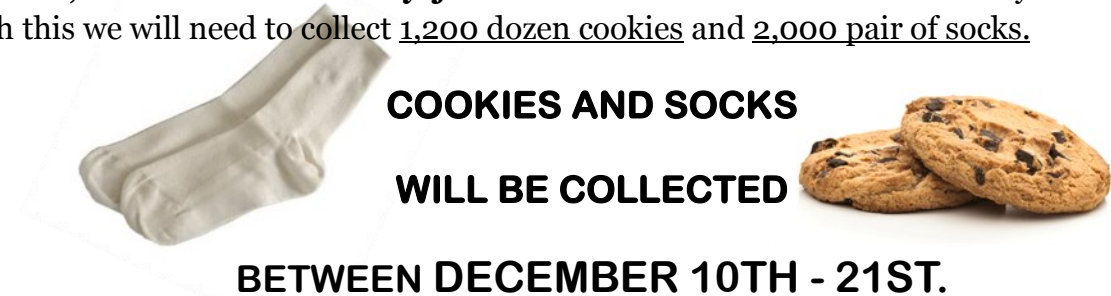 h this we will need to collect 1,200 dozen cookies and 2,000 pair of socks.
COOKIES AND SOCKS
WILL BE COLLECTED
BETWEEN DECEMBER 10TH - 21ST.